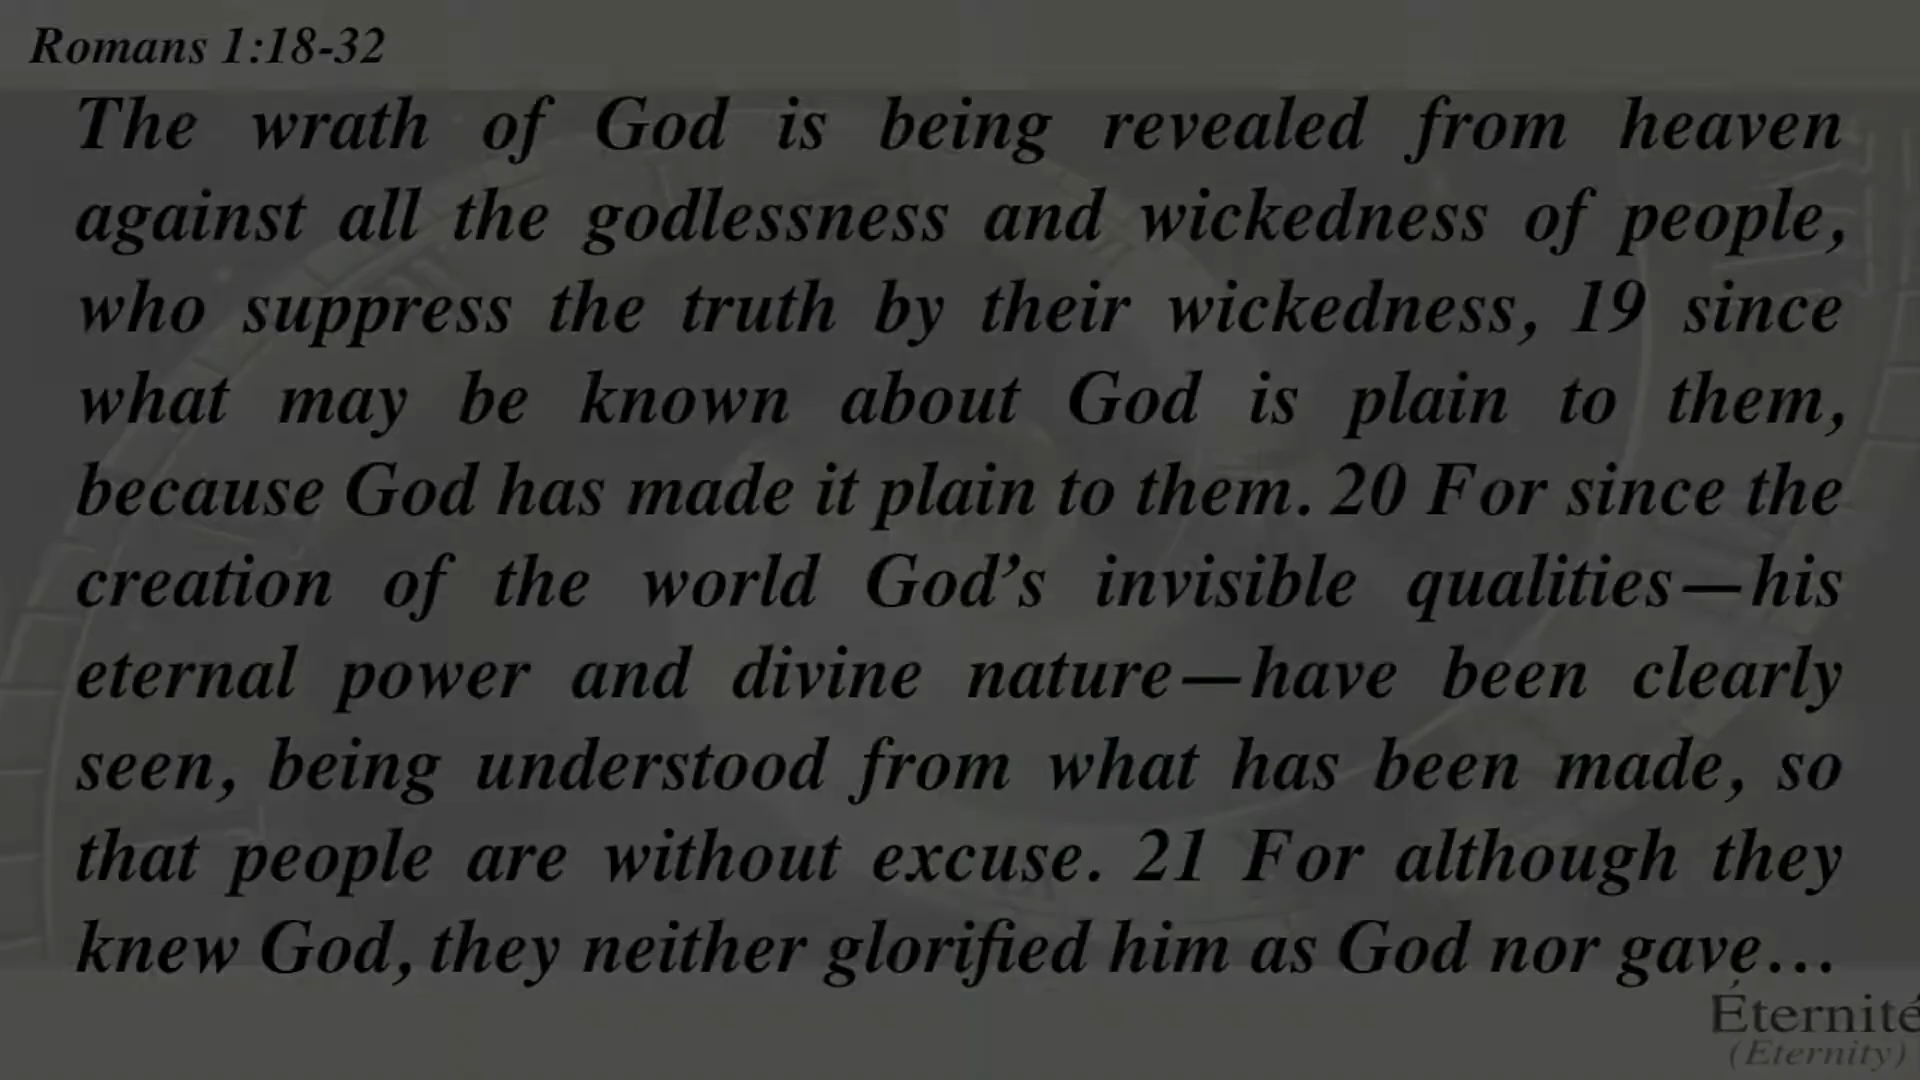 Romans 1:18-32
The wrath of God is being revealed from heaven
against all the godlessness and wickedness of people,
who suppress the truth by their wickedness, 19 since
what may be known about God is plain to them,
because God has made it plain to them. 20 For since the
creation of the world God’s invisible qualities—his
eternal power and divine nature—have been clearly
seen, being understood from what has been made, so
that people are without excuse. 21 For although they
knew God, they neither glorified him as God nor gave…
Éternité
(Eternity)